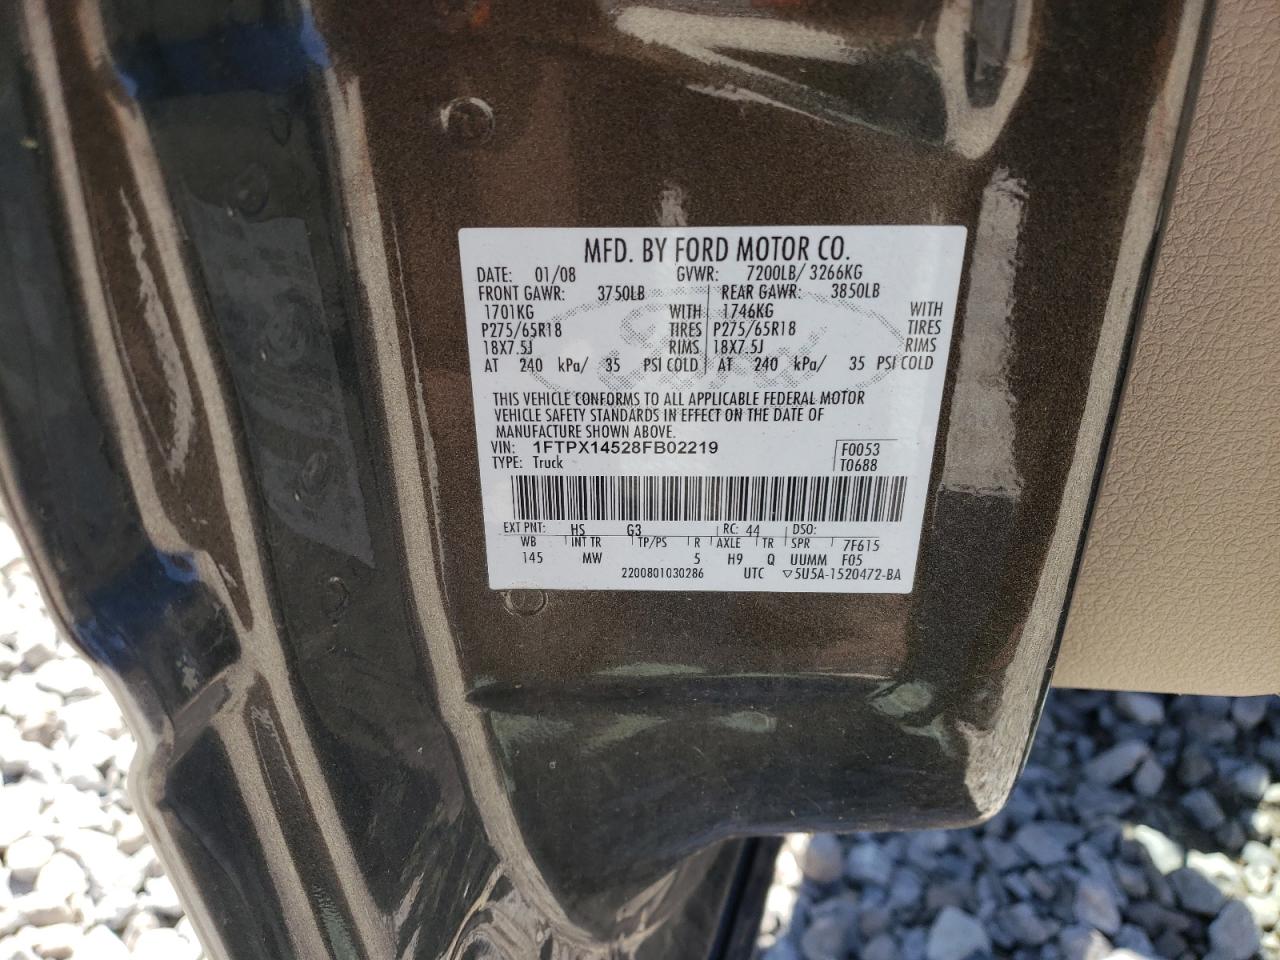 MFD. BY FORD MOTOR CO.
DATE: 01/08 GVWR: 7200LB/ 3266KG
FRONT GAWR: 3750LB REAR GAWR: 3850LB
1701KG WITH 1746KG WITH
P275/65R18 TIRES P275/65R18 TIRES
18X7.5J RIMS 18X7.5J RIMS
AT 240 kPa/ 35 PSI COLD AT 240 kPa/ 35 PSI COLD
THIS VEHICLE CONFORMS TO ALL APPLICABLE FEDERAL MOTOR
VEHICLE SAFETY STANDARDS IN EFFECT ON THE DATE OF
MANUFACTURE SHOWN ABOVE.
VIN: 1FTPX14528FB02219 F0053
TYPE: Truck T0688
EXT PNT: HS G3 RC: 44 DSO:
WB INT TR TP/PS R AXLE TR SPR 7F615
145 MW 5 H9 Q UUMM F05
2200801030286 UTC ▽5U5A-1520472-BA